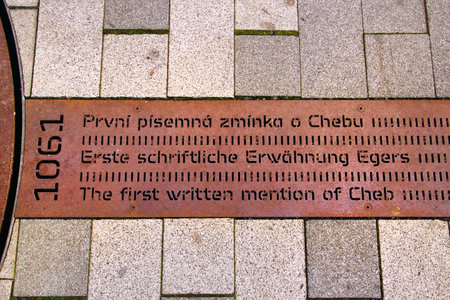 1061
První písemná zmínka o Chebu
Erste schriftliche Erwähnung Egers
The first written mention of Cheb